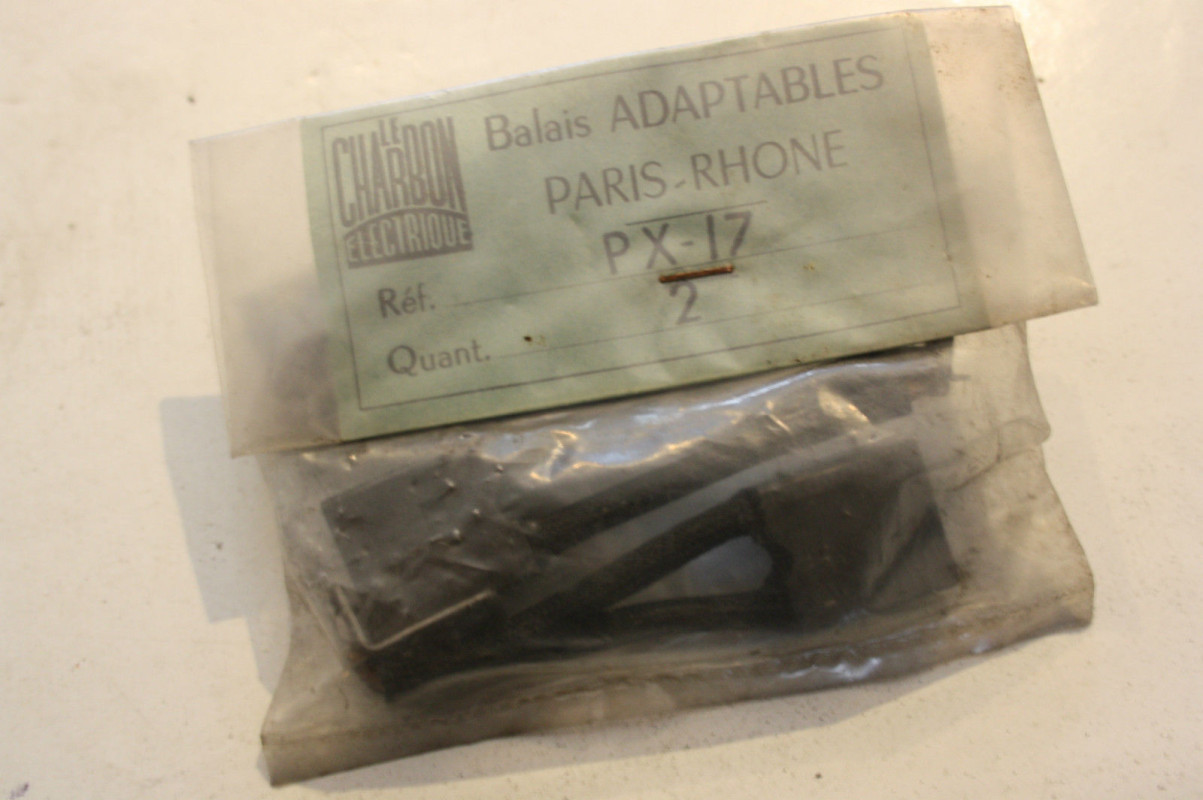 LE
CHARBON
ELECTRIQUE
Balais ADAPTABLES
PARIS-RHONE
Réf. PX-17
Quant. 2